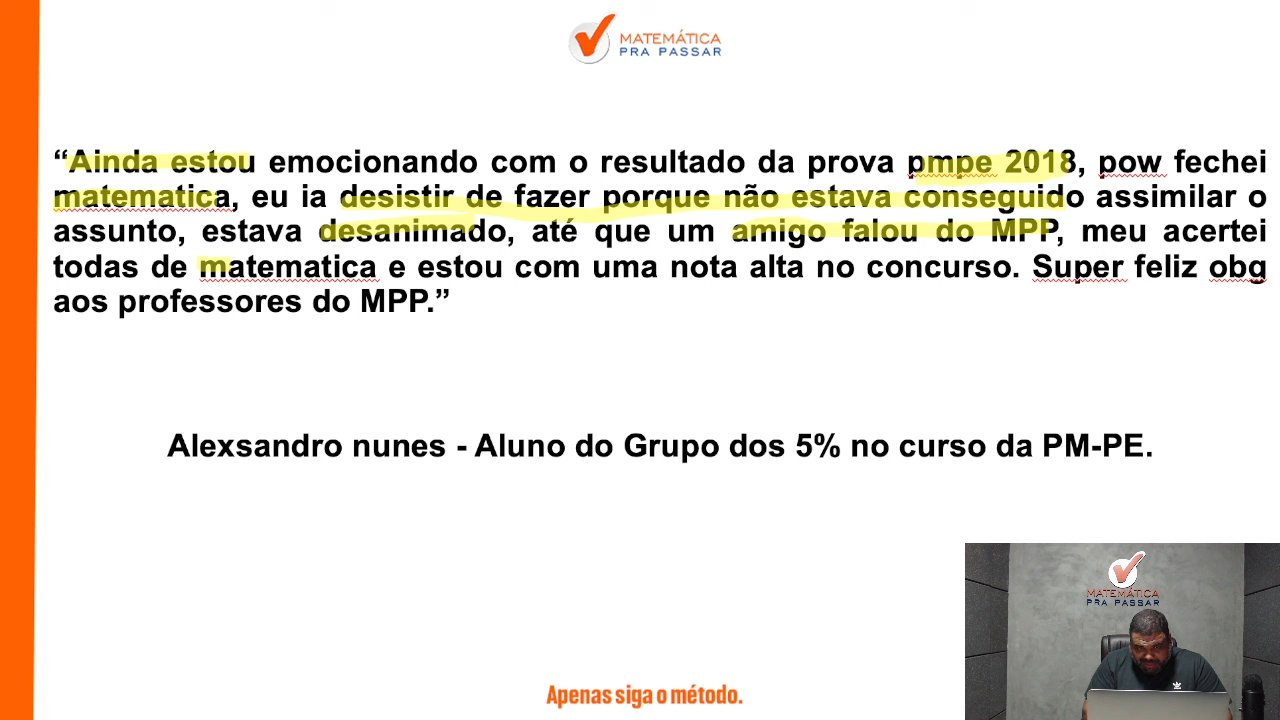 MATEMÁTICA
PRA PASSAR
“Ainda estou emocionando com o resultado da prova pmpe 2018, pow fechei
matematica, eu ia desistir de fazer porque não estava conseguido assimilar o
assunto, estava desanimado, até que um amigo falou do MPP, meu acertei
todas de matematica e estou com uma nota alta no concurso. Super feliz obg
aos professores do MPP.”
Alexsandro nunes - Aluno do Grupo dos 5% no curso da PM-PE.
MATEMÁTICA
PRA PASSAR
Apenas siga o método.